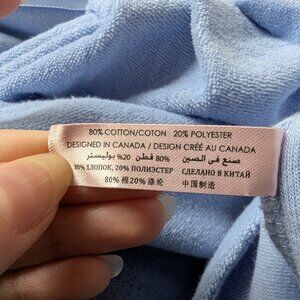 80% COTTON/COTON 20% POLYESTER
DESIGNED IN CANADA / DESIGN CRÉÉ AU CANADA
صنع في الصين 80% قطن 20% بوليستر
80% ХЛОПОК, 20% ПОЛИЭСТЕР СДЕЛАНО В КИТАЙ
80% 棉 20% 涤纶 中国制造